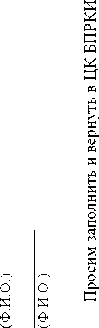 (Ф.И.О.)
(Ф И О )
Просим заполнить и вернуть в ЦК БПРКИ